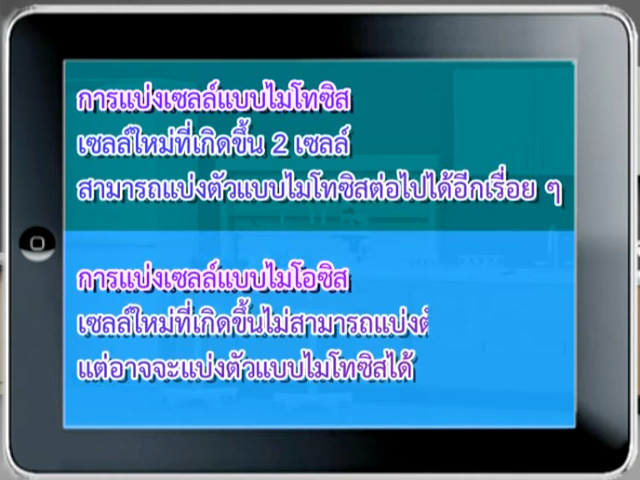 การแบ่งเซลล์แบบไมโทซิส
เซลล์ใหม่ที่เกิดขึ้น 2 เซลล์
สามารถแบ่งตัวแบบไมโทซิสต่อไปได้อีกเรื่อย ๆ
การแบ่งเซลล์แบบไมโอซิส
เซลล์ใหม่ที่เกิดขึ้นไม่สามารถแบ่ง
แต่อาจจะแบ่งตัวแบบไมโทซิสได้